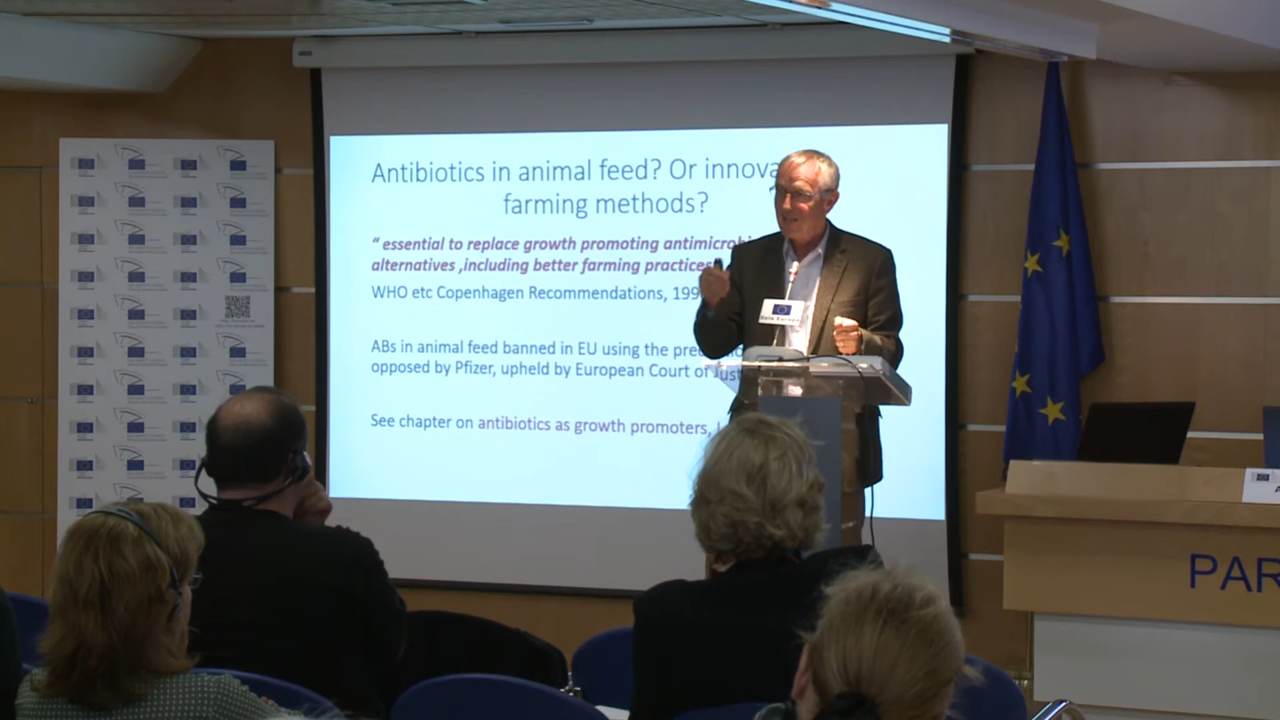 Antibiotics in animal feed? Or innova
farming methods?
“ essential to replace growth promoting antimicrobi
alternatives ,including better farming practices”
WHO etc Copenhagen Recommendations, 199
ABs in animal feed banned in EU using the pre
opposed by Pfizer, upheld by European Court of Just
See chapter on antibiotics as growth promoters, L
PAR